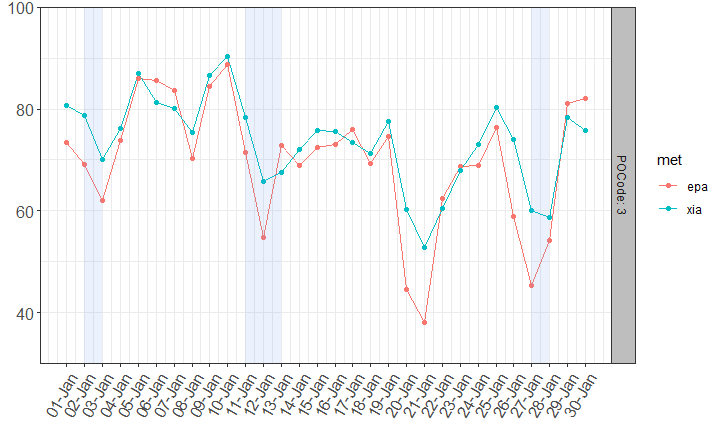 100
80
60
40
01-Jan
02-Jan
03-Jan
04-Jan
05-Jan
06-Jan
07-Jan
08-Jan
09-Jan
10-Jan
11-Jan
12-Jan
13-Jan
14-Jan
15-Jan
16-Jan
17-Jan
18-Jan
19-Jan
20-Jan
21-Jan
22-Jan
23-Jan
24-Jan
25-Jan
26-Jan
27-Jan
28-Jan
29-Jan
30-Jan
POCode: 3
met
epa
xia